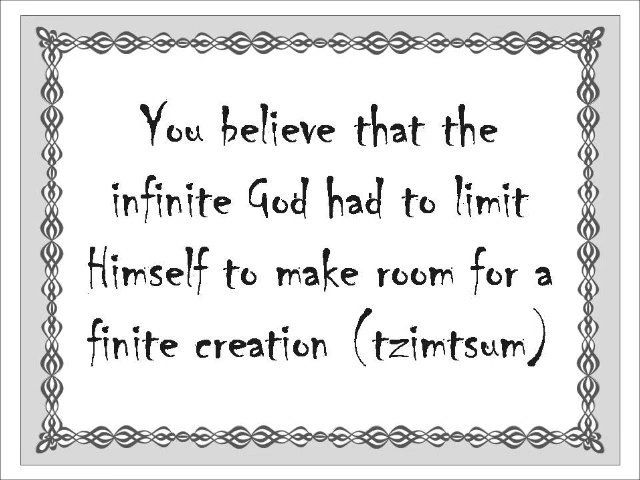 You believe that the
infinite God had to limit
Himself to make room for a
finite creation (tzimtsum)